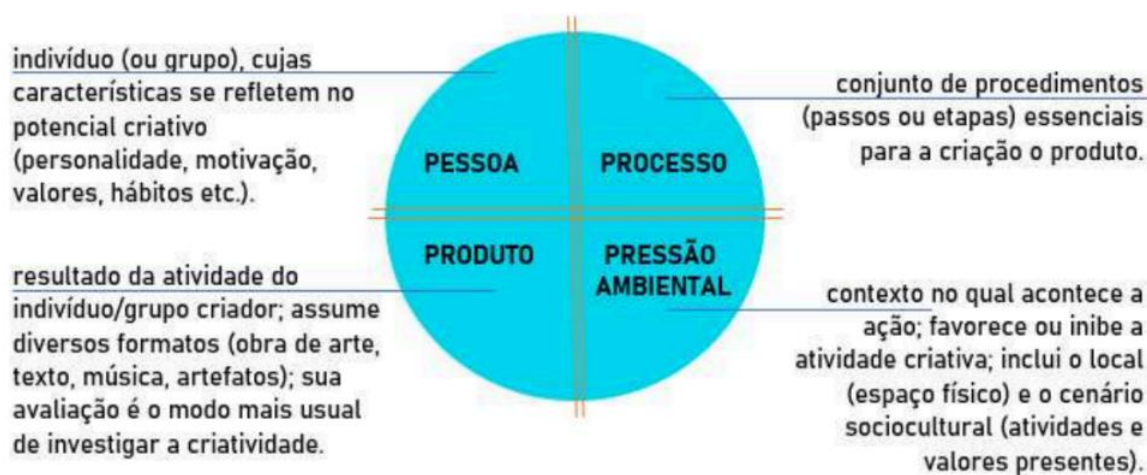 indivíduo (ou grupo), cujas
características se refletem no
potencial criativo
(personalidade, motivação,
valores, hábitos etc.).
PESSOA
PROCESSO
conjunto de procedimentos
(passos ou etapas) essenciais
para a criação o produto.
resultado da atividade do
indivíduo/grupo criador; assume
diversos formatos (obra de arte,
texto, música, artefatos); sua
avaliação é o modo mais usual
de investigar a criatividade.
PRODUTO
PRESSÃO
AMBIENTAL
contexto no qual acontece a
ação; favorece ou inibe a
atividade criativa; inclui o local
(espaço físico) e o cenário
sociocultural (atividades e
valores presentes).